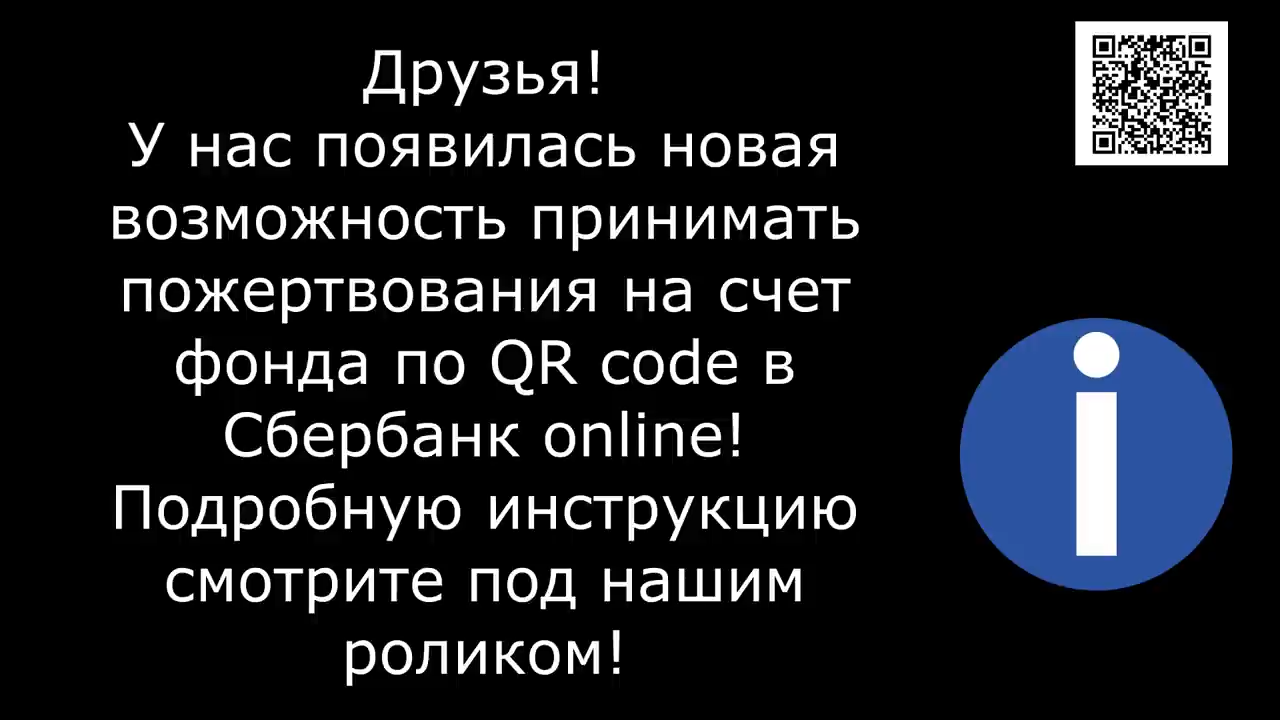 Друзья!
У нас появилась новая
возможность принимать
пожертвования на счет
фонда по QR code в
Сбербанк online!
Подробную инструкцию
смотрите под нашим
роликом!